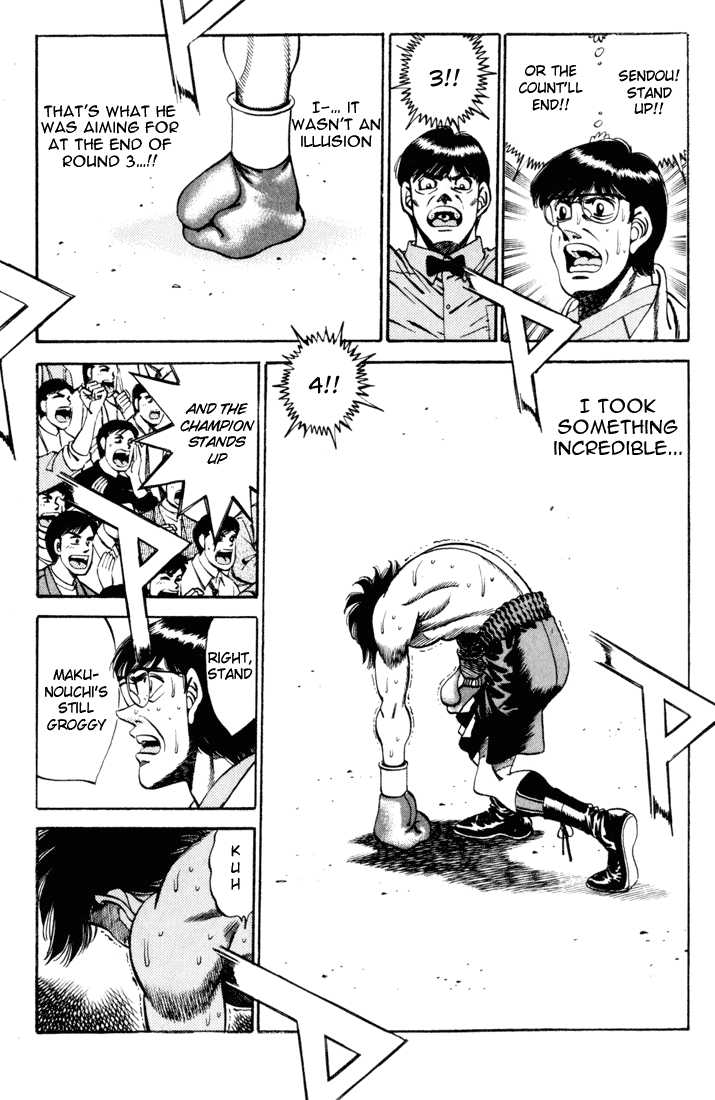 SENDOU!
STAND
UP!!
OR THE
COUNT'LL
END!!
3!!
I-... IT
WASN'T AN
ILLUSION
THAT'S WHAT HE
WAS AIMING FOR
AT THE END OF
ROUND 3...!!
I TOOK
SOMETHING
INCREDIBLE...
4!!
AND THE
CHAMPION
STANDS
UP
RIGHT,
STAND
MAKU-
NOUCHI'S
STILL
GROGGY
K
U
H